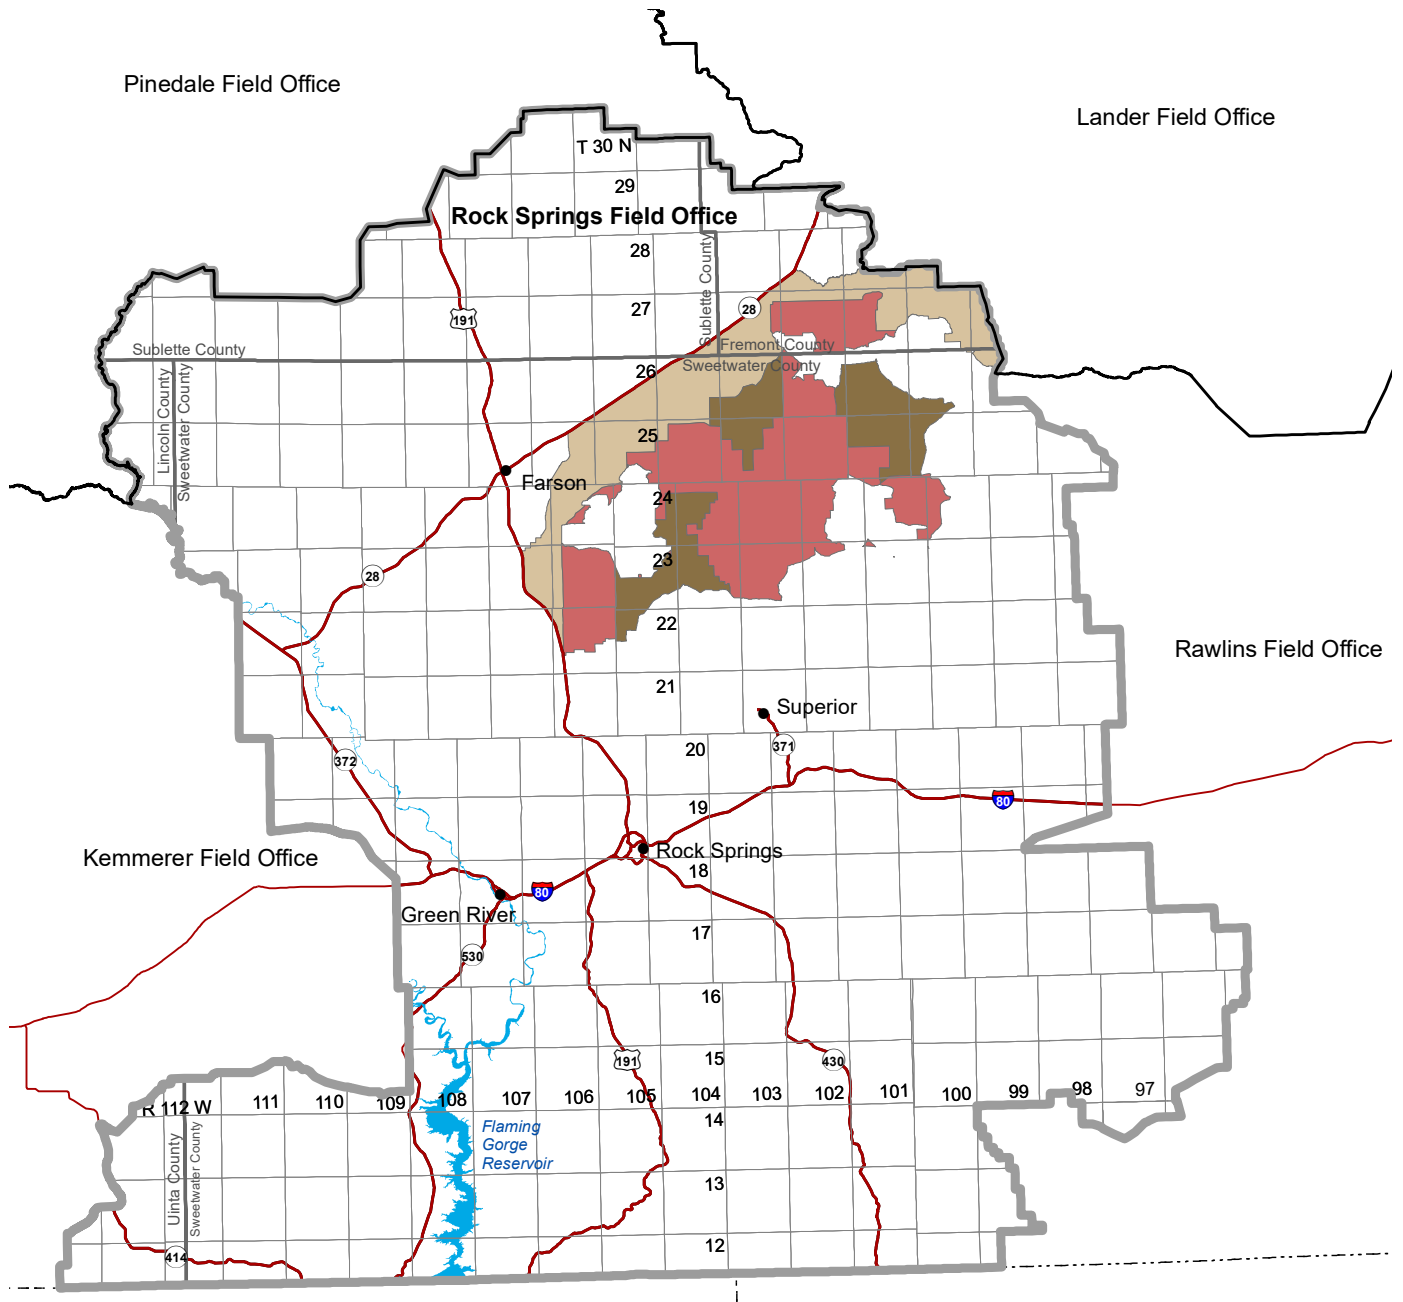 Pinedale Field Office
Lander Field Office
T 30 N
29
Rock Springs Field Office
28
Sublette County
27
28
191
Sublette County
Fremont County
Sweetwater County
26
Lincoln County
Sweetwater County
25
Farson
24
23
28
22
Rawlins Field Office
21
Superior
20
371
372
19
80
Rock Springs
Kemmerer Field Office
18
80
Green River
17
530
16
15
191
430
R 112 W
111
110
109
108
107
106
105
104
103
102
101
100
99
98
97
14
Flaming
Gorge
Reservoir
Uinta County
Sweetwater County
13
12
414